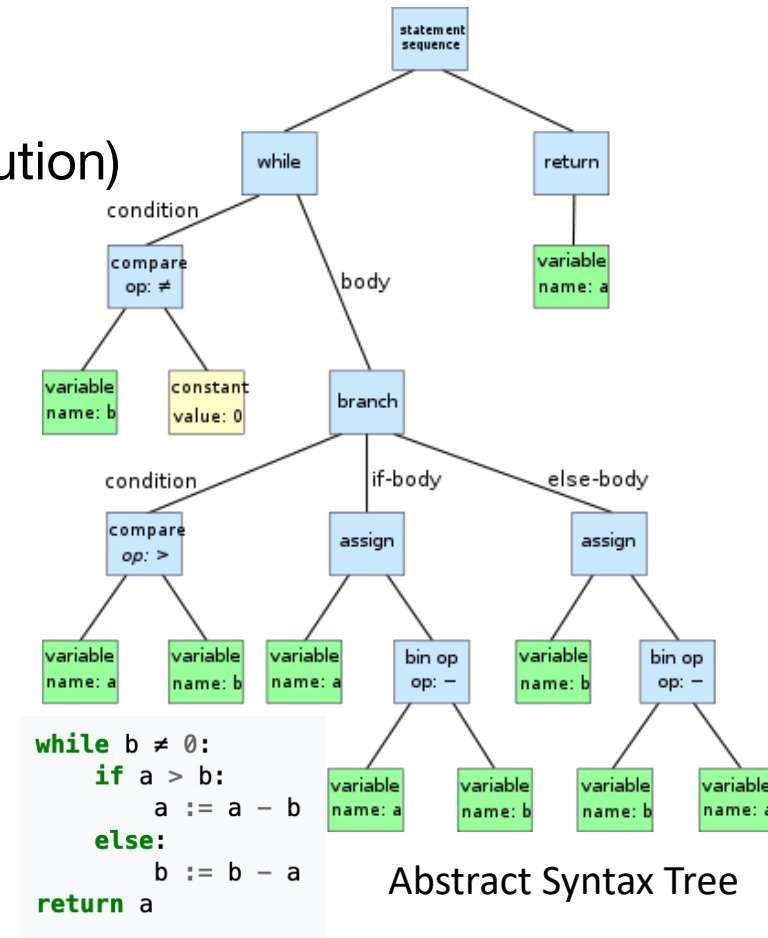 statement
sequence
ution)
while
return
condition
compare
op: ≠
body
variable
name: a
variable
name: b
constant
value: 0
branch
condition
if-body
else-body
compare
op: >
assign
assign
variable
name: a
variable
name: b
variable
name: a
bin op
op: −
variable
name: b
bin op
op: −
variable
name: a
variable
name: b
variable
name: b
variable
name: a
while b ≠ 0:
    if a > b:
        a := a − b
    else:
        b := b − a
return a
Abstract Syntax Tree